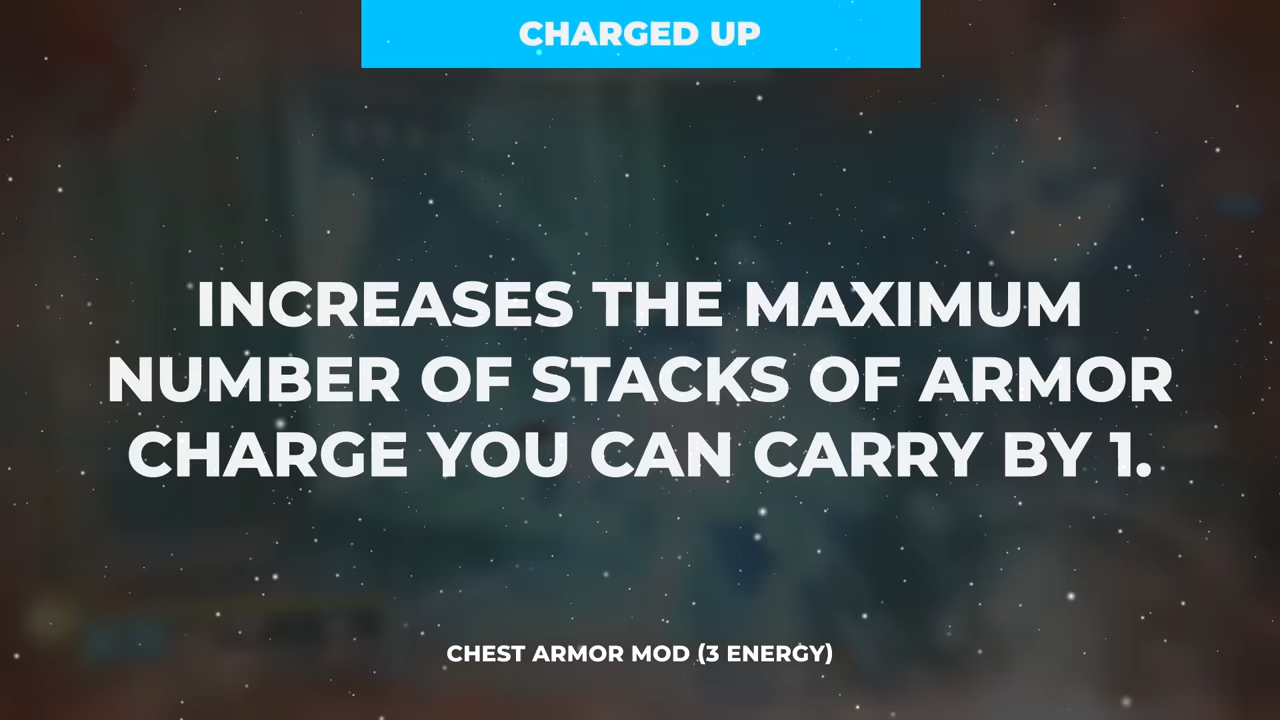 CHARGED UP
INCREASES THE MAXIMUM
NUMBER OF STACKS OF ARMOR
CHARGE YOU CAN CARRY BY 1.
CHEST ARMOR MOD (3 ENERGY)